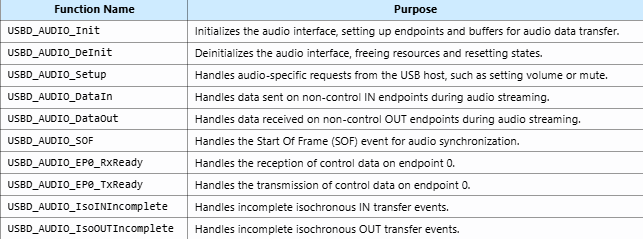 Function Name Purpose
USBD_AUDIO_Init Initializes the audio interface, setting up endpoints and buffers for audio data transfer.
USBD_AUDIO_DeInit Deinitializes the audio interface, freeing resources and resetting states.
USBD_AUDIO_Setup Handles audio-specific requests from the USB host, such as setting volume or mute.
USBD_AUDIO_DataIn Handles data sent on non-control IN endpoints during audio streaming.
USBD_AUDIO_DataOut Handles data received on non-control OUT endpoints during audio streaming.
USBD_AUDIO_SOF Handles the Start Of Frame (SOF) event for audio synchronization.
USBD_AUDIO_EP0_RxReady Handles the reception of control data on endpoint 0.
USBD_AUDIO_EP0_TxReady Handles the transmission of control data on endpoint 0.
USBD_AUDIO_IsoINIncomplete Handles incomplete isochronous IN transfer events.
USBD_AUDIO_IsoOUTIncomplete Handles incomplete isochronous OUT transfer events.